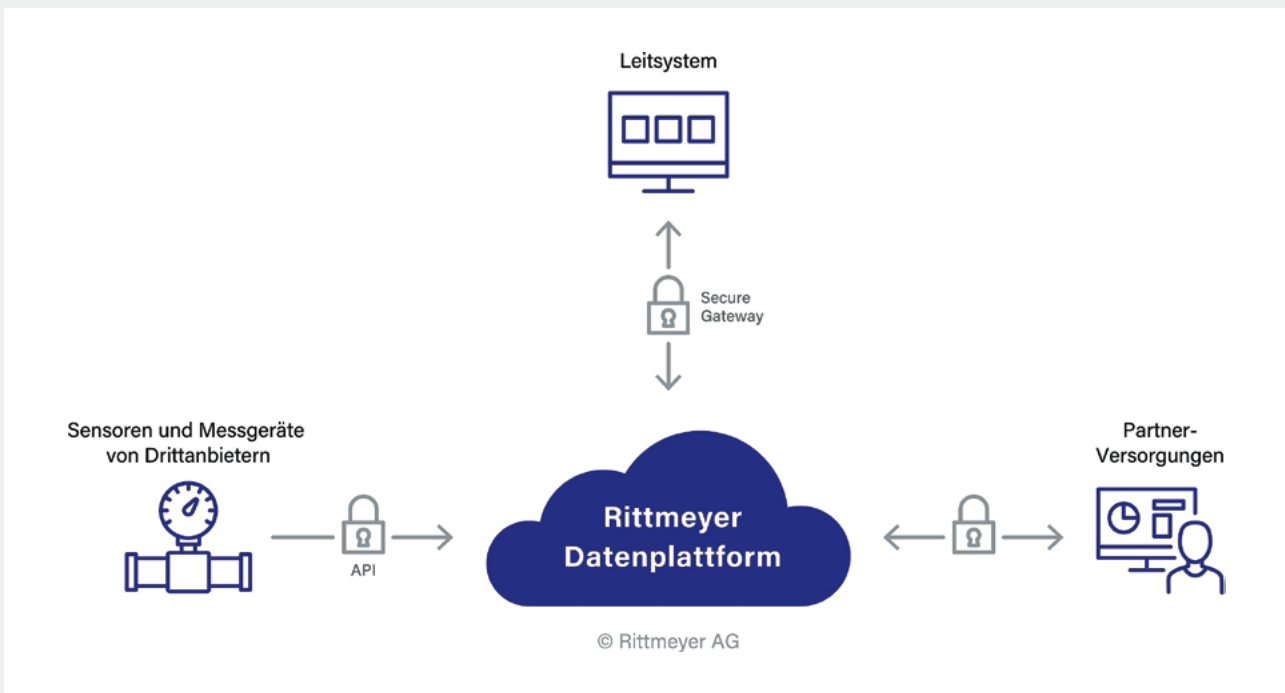 Leitsystem
Secure
Gateway
Sensoren und Messgeräte
von Drittanbietern
Partner-
Versorgungen
API
Rittmeyer
Datenplattform
© Rittmeyer AG